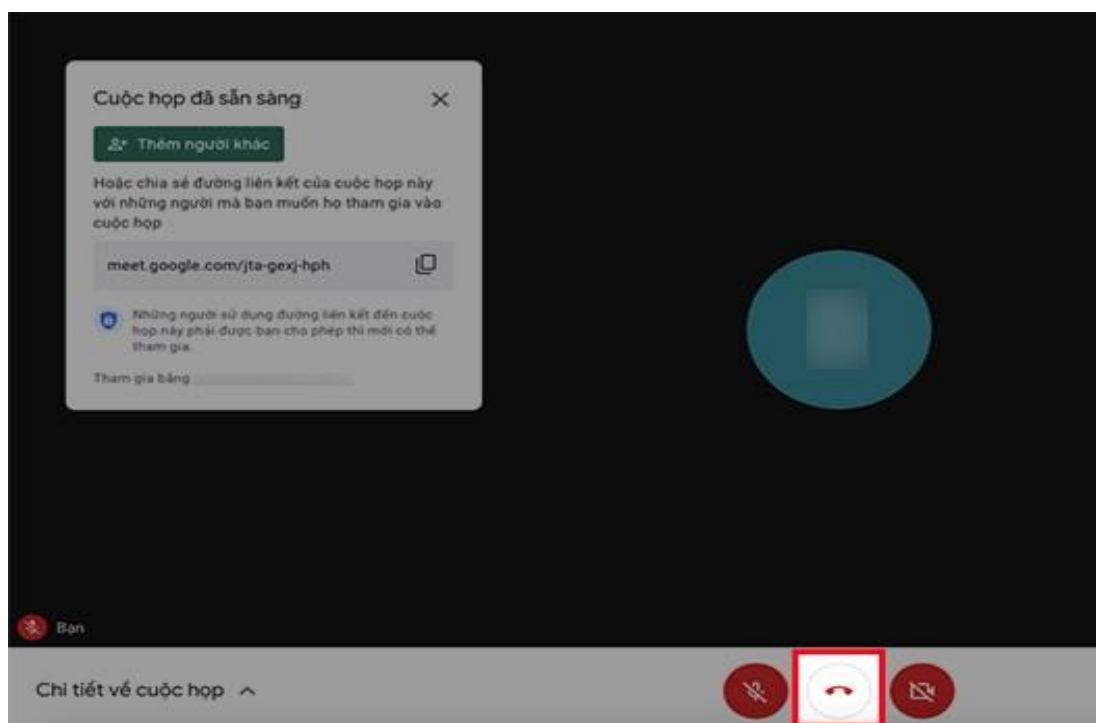 Cuộc họp đã sẵn sàng
Thêm người khác
Hoặc chia sẻ đường liên kết của cuộc họp này
với những người mà bạn muốn họ tham gia vào
cuộc họp
meet.google.com/jta-gexj-hph
Những người sử dụng đường liên kết đến cuộc
họp này phải được bạn cho phép thì mới có thể
tham gia.
Tham gia bằng
Bạn
Chi tiết về cuộc họp